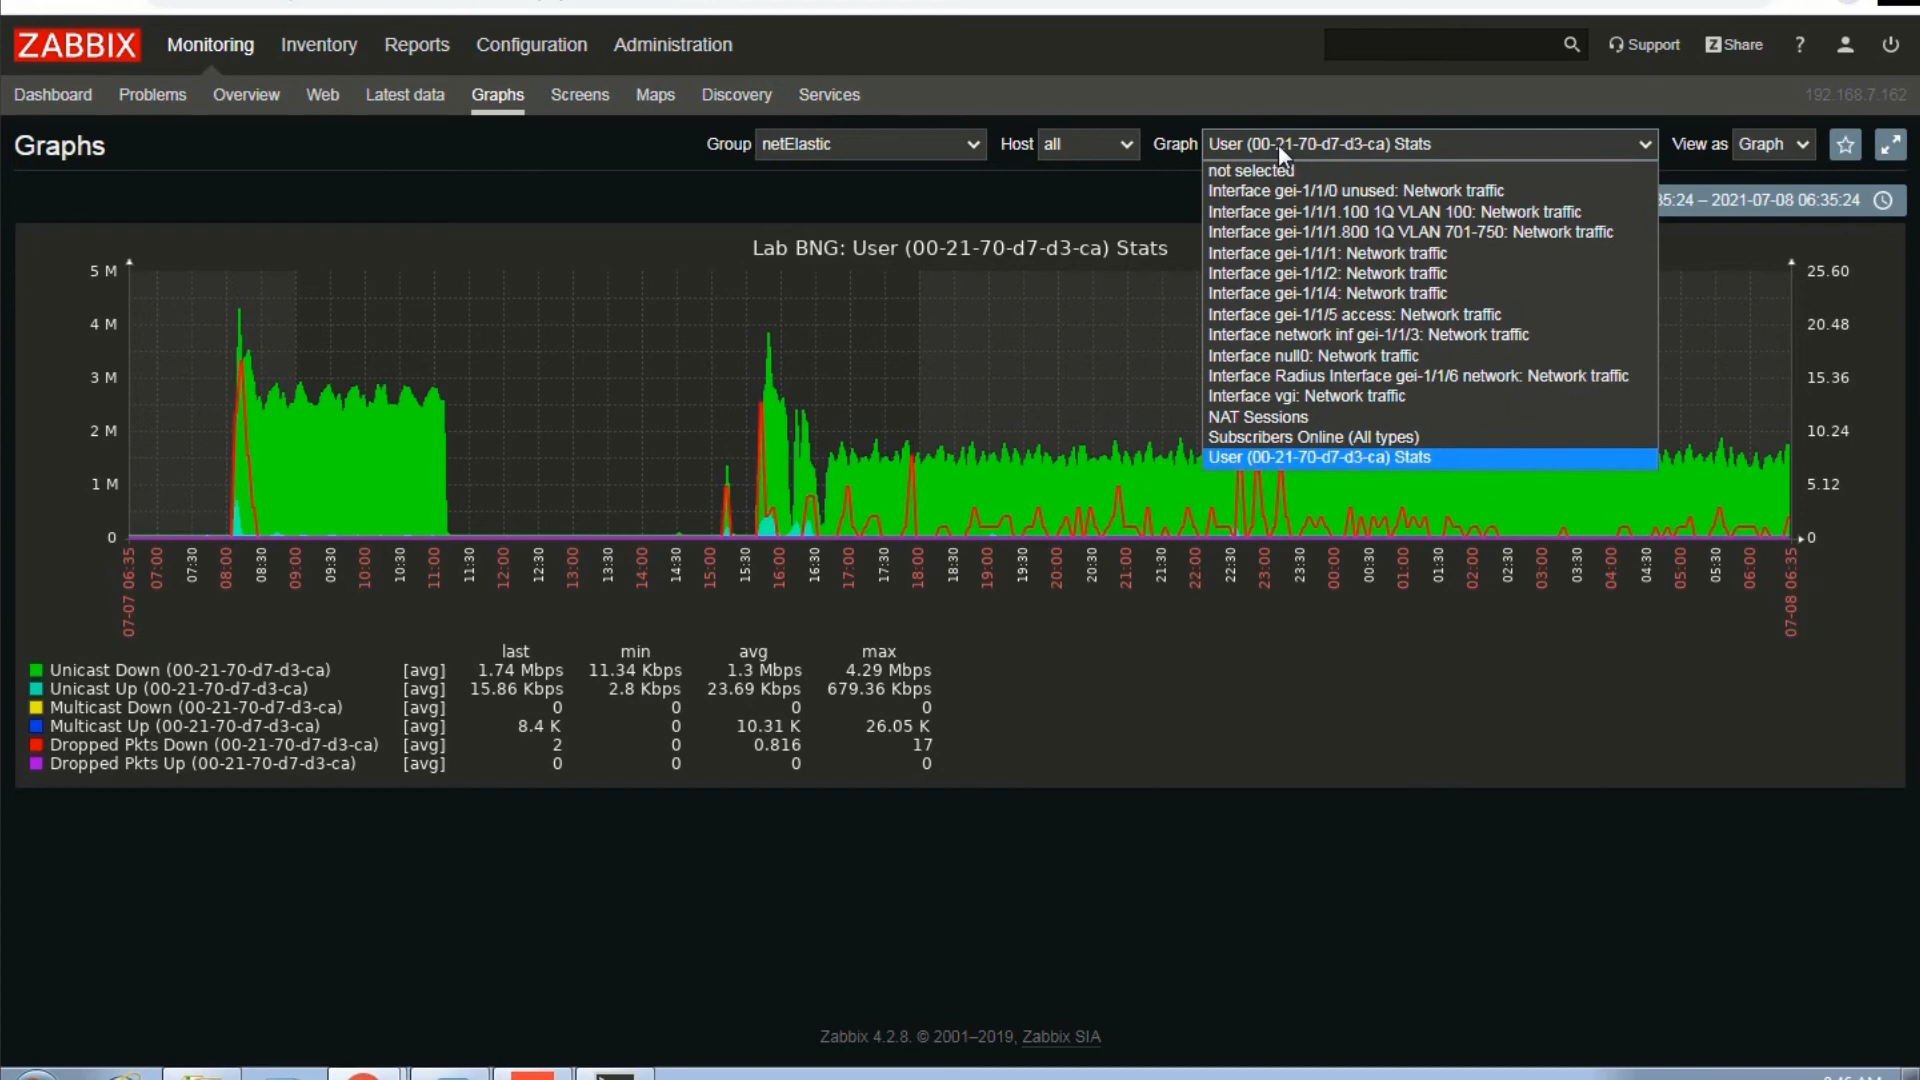 ZABBIX Monitoring Inventory Reports Configuration Administration Support Z Share ?
Dashboard Problems Overview Web Latest data Graphs Screens Maps Discovery Services 192.168.7.162
Graphs Group netElastic Host all Graph User (00-21-70-d7-d3-ca) Stats View as Graph
not selected
Interface gei-1/1/0 unused: Network traffic
35:24 – 2021-07-08 06:35:24
Interface gei-1/1/1.100 1Q VLAN 100: Network traffic
Interface gei-1/1/1.800 1Q VLAN 701-750: Network traffic
Interface gei-1/1/1: Network traffic
Interface gei-1/1/2: Network traffic
Interface gei-1/1/4: Network traffic
Interface gei-1/1/5 access: Network traffic
Interface network inf gei-1/1/3: Network traffic
Interface null0: Network traffic
Interface Radius Interface gei-1/1/6 network: Network traffic
Interface vgi: Network traffic
NAT Sessions
Subscribers Online (All types)
User (00-21-70-d7-d3-ca) Stats
Lab BNG: User (00-21-70-d7-d3-ca) Stats
5 M 25.60
4 M 20.48
3 M 15.36
2 M 10.24
1 M 5.12
0 0
07-07 06:35 07:00 07:30 08:00 08:30 09:00 09:30 10:00 10:30 11:00 11:30 12:00 12:30 13:00 13:30 14:00 14:30 15:00 15:30 16:00 16:30 17:00 17:30 18:00 18:30 19:00 19:30 20:00 20:30 21:00 21:30 22:00 22:30 23:00 23:30 00:00 00:30 01:00 01:30 02:00 02:30 03:00 03:30 04:00 04:30 05:00 05:30 06:00 07-08 06:35
last min avg max
Unicast Down (00-21-70-d7-d3-ca) [avg] 1.74 Mbps 11.34 Kbps 1.3 Mbps 4.29 Mbps
Unicast Up (00-21-70-d7-d3-ca) [avg] 15.86 Kbps 2.8 Kbps 23.69 Kbps 679.36 Kbps
Multicast Down (00-21-70-d7-d3-ca) [avg] 0 0 0 0
Multicast Up (00-21-70-d7-d3-ca) [avg] 8.4 K 0 10.31 K 26.05 K
Dropped Pkts Down (00-21-70-d7-d3-ca) [avg] 2 0 0.816 17
Dropped Pkts Up (00-21-70-d7-d3-ca) [avg] 0 0 0 0
Zabbix 4.2.8. © 2001–2019, Zabbix SIA